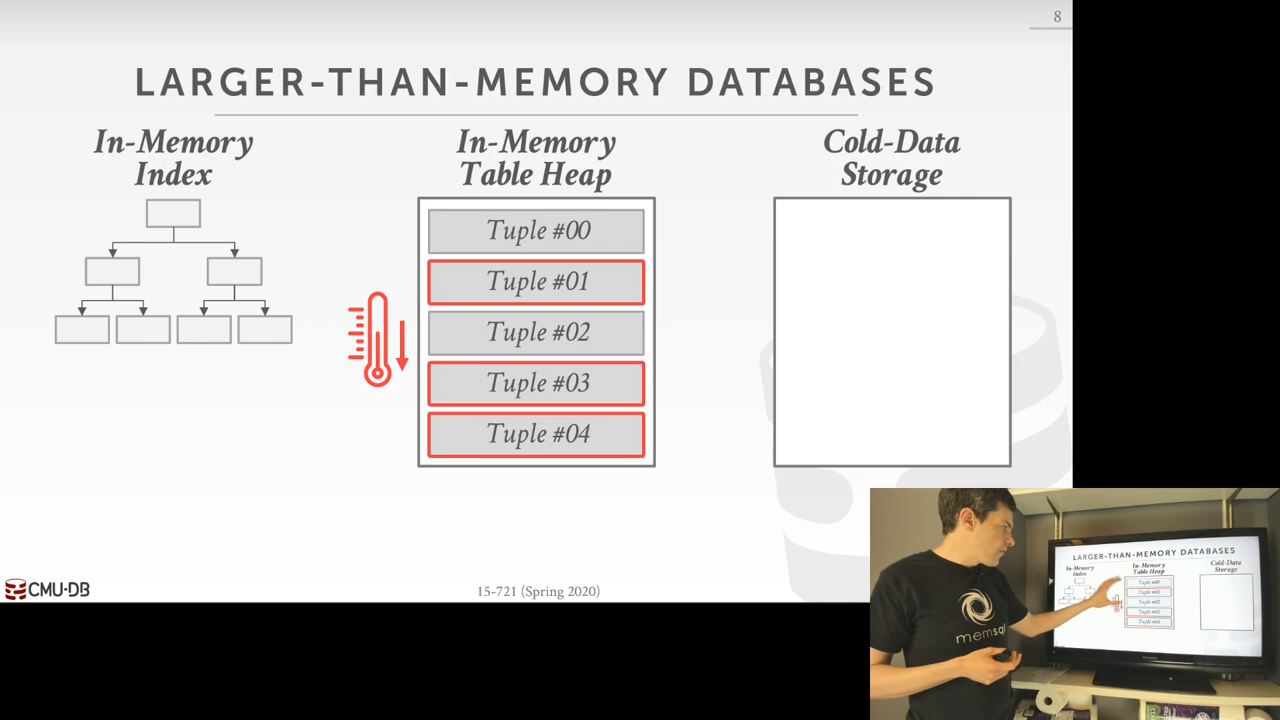 8
LARGER-THAN-MEMORY DATABASES
In-Memory
Index
In-Memory
Table Heap
Cold-Data
Storage
Tuple #00
Tuple #01
Tuple #02
Tuple #03
Tuple #04
CMU·DB
15-721 (Spring 2020)
memsql
LARGER-THAN-MEMORY DATABASES
In-Memory
Index
In-Memory
Table Heap
Cold-Data
Storage
Tuple #00
Tuple #01
Tuple #02
Tuple #03
Tuple #04